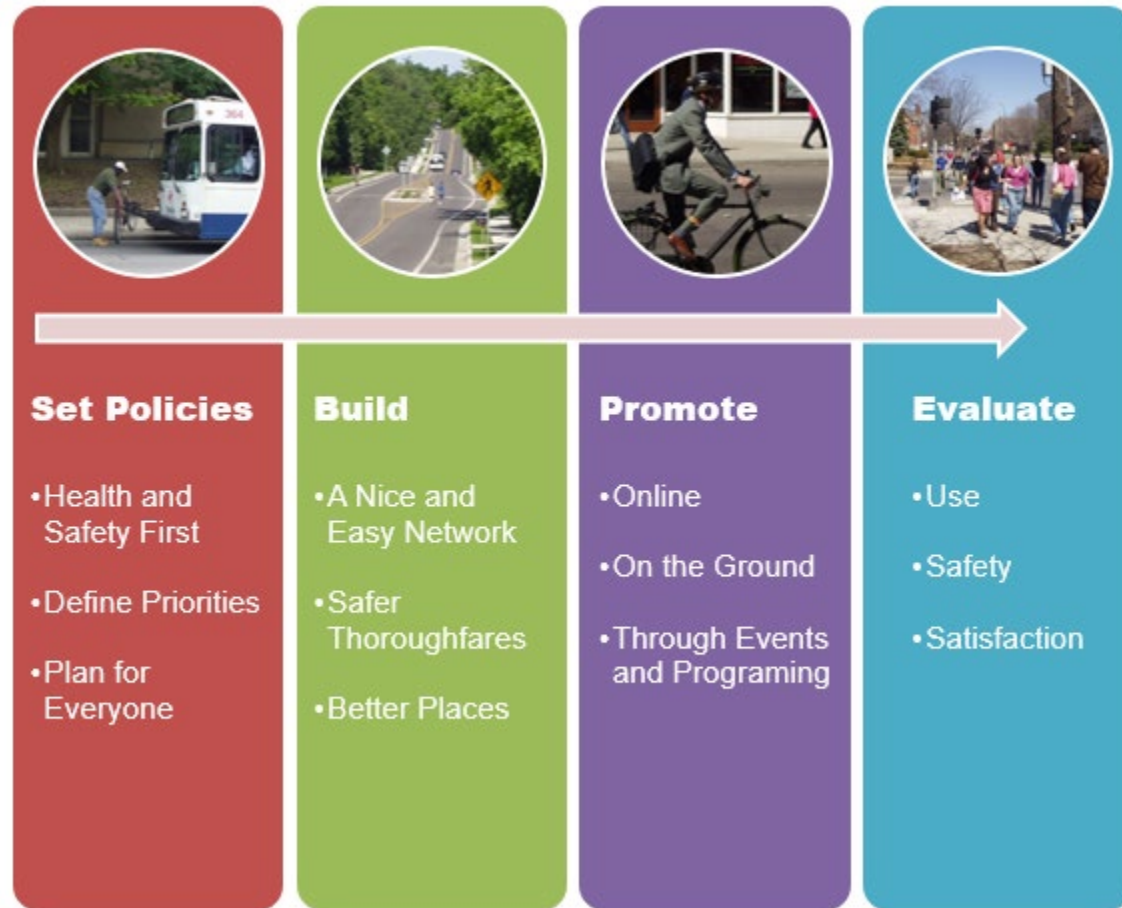 364
Set Policies
•Health and
Safety First
•Define Priorities
•Plan for
Everyone
Build
•A Nice and
Easy Network
•Safer
Thoroughfares
•Better Places
Promote
•Online
•On the Ground
•Through Events
and Programing
Evaluate
•Use
•Safety
•Satisfaction